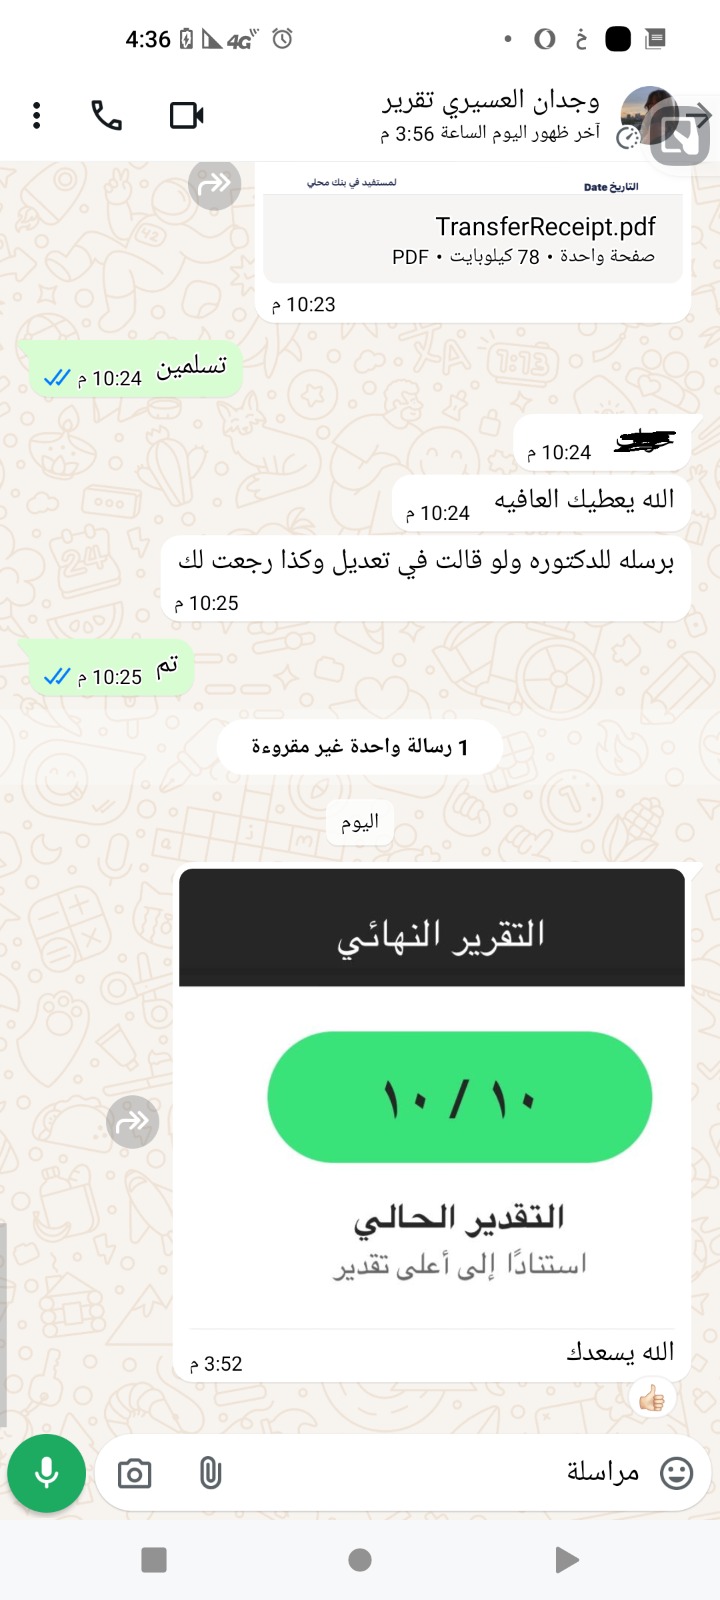 4:36
4G
خ
وجدان العسيري تقرير
آخر ظهور اليوم الساعة 3:56 م
التاريخ Date
لمستفيد في بنك محلي
TransferReceipt.pdf
صفحة واحدة • 78 كيلوبايت • PDF
10:23 م
تسلمين
10:24 م
10:24 م
الله يعطيك العافيه
10:24 م
برسله للدكتوره ولو قالت في تعديل وكذا رجعت لك
10:25 م
تم
10:25 م
1 رسالة واحدة غير مقروءة
اليوم
التقرير النهائي
١٠ / ١٠
التقدير الحالي
استنادًا إلى أعلى تقدير
الله يسعدك
3:52 م
مراسلة